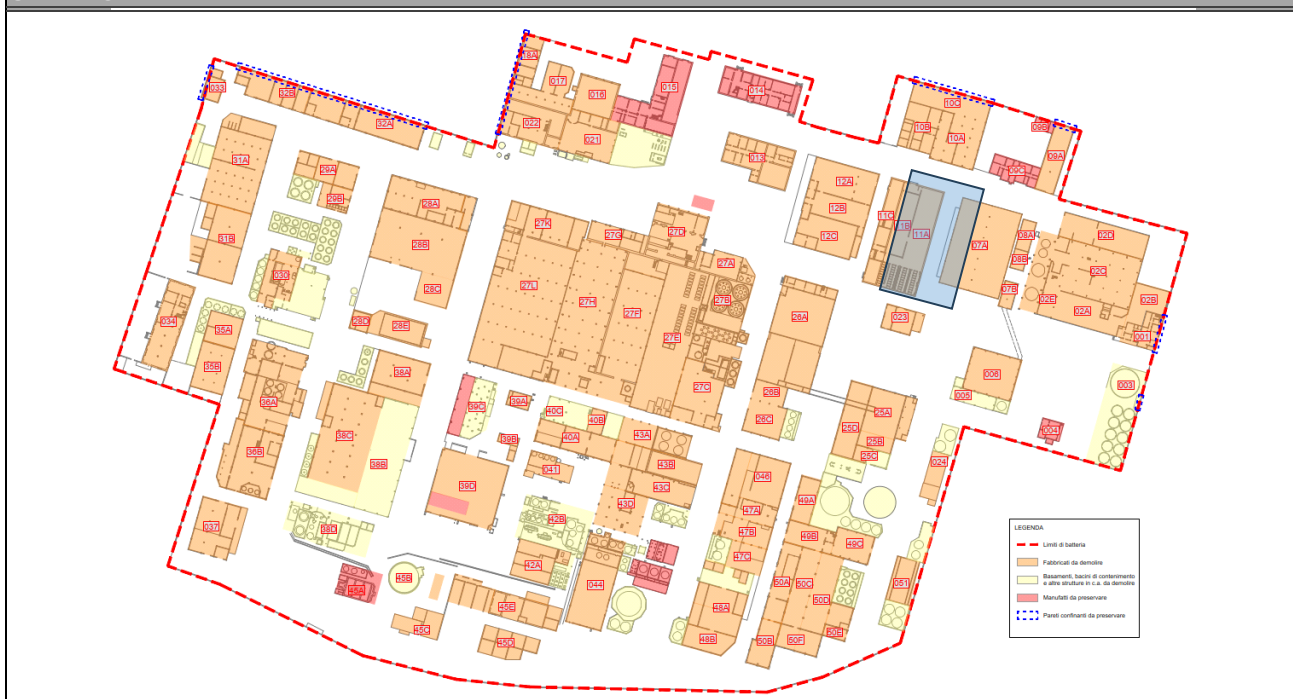 18A
017
016
015
014
033
32B
32A
022
021
013
10C
10B
10A
09B
09A
09C
31A
29A
29B
28A
28B
28C
31B
030
27K
27G
27D
27A
27B
27L
27H
27F
27E
27C
12A
12B
12C
11C
11B
11A
07A
08A
08B
07B
02D
02C
02B
02E
02A
001
003
034
35A
35B
28D
28E
38A
36A
36B
38C
38B
38D
037
39C
39A
39B
39D
40C
40B
40A
041
43A
43B
43C
43D
42B
42A
044
26A
26B
26C
023
006
005
004
25A
25D
25B
25C
024
046
47A
47B
47C
49A
49B
49C
48A
48B
50A
50C
50D
50E
50F
50B
051
45A
45B
45C
45E
45D
LEGENDA
Limiti di batteria
Fabbricati da demolire
Basamenti, bacini di contenimento
e altre strutture in c.a. da demolire
Manufatti da preservare
Pareti confinanti da preservare